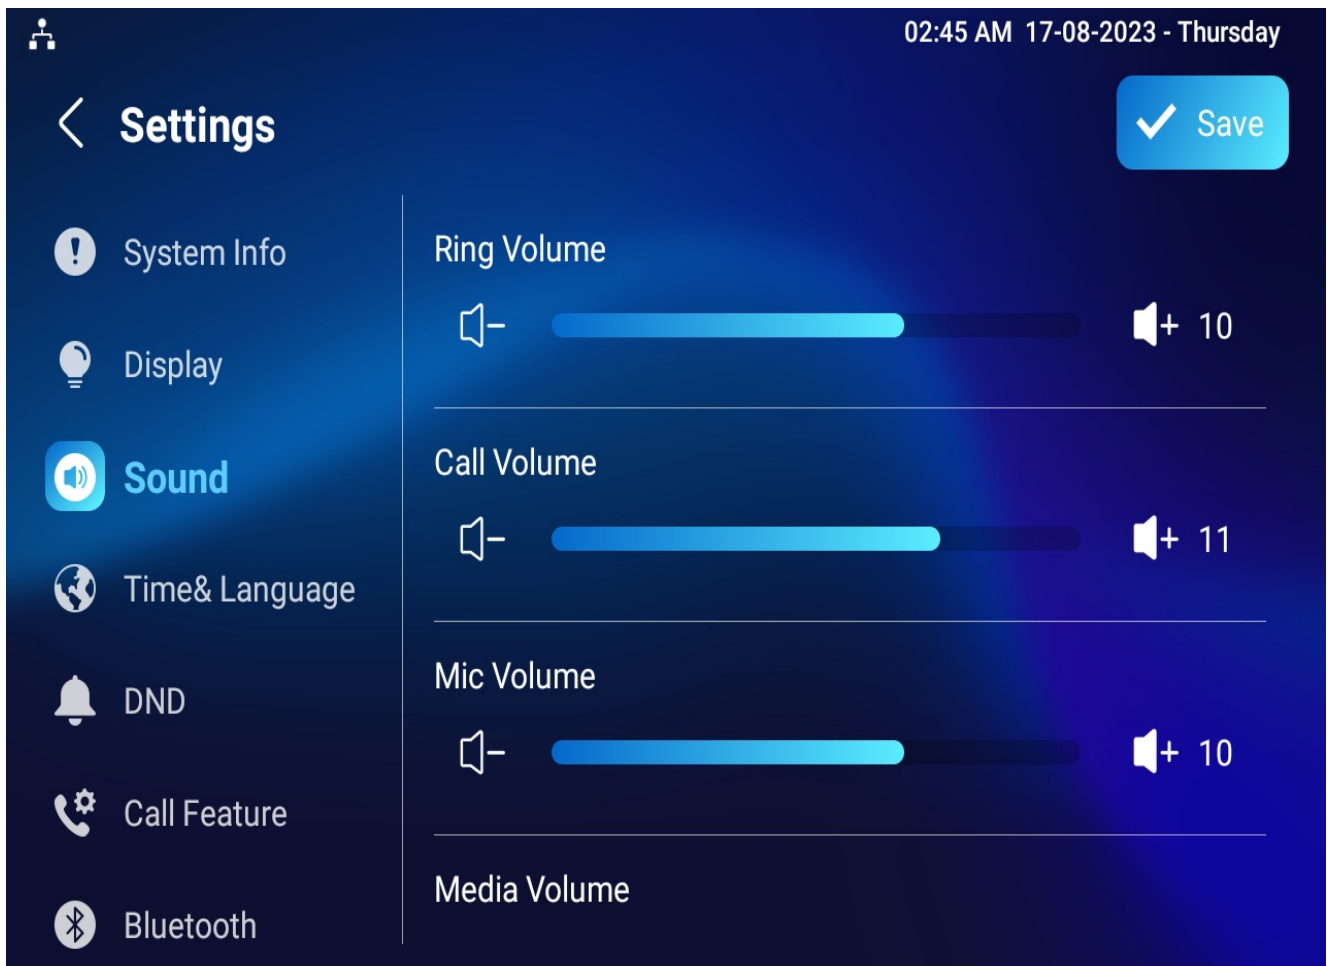 02:45 AM 17-08-2023 - Thursday
Settings
Save
System Info
Display
Sound
Time& Language
DND
Call Feature
Bluetooth
Ring Volume
10
Call Volume
11
Mic Volume
10
Media Volume